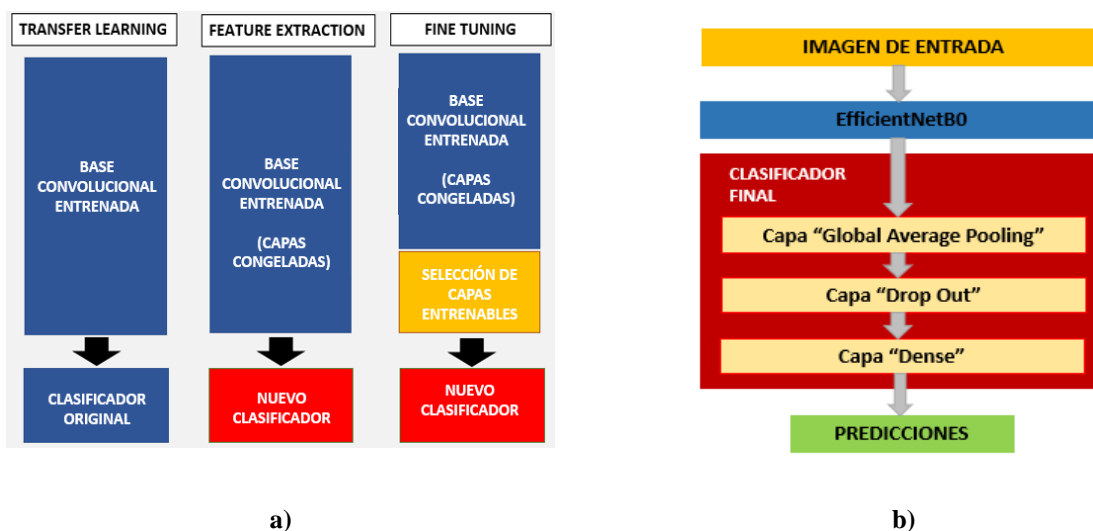 TRANSFER LEARNING
BASE
CONVOLUCIONAL
ENTRENADA
CLASIFICADOR
ORIGINAL
FEATURE EXTRACTION
BASE
CONVOLUCIONAL
ENTRENADA
(CAPAS
CONGELADAS)
NUEVO
CLASIFICADOR
FINE TUNING
BASE
CONVOLUCIONAL
ENTRENADA
(CAPAS
CONGELADAS)
SELECCIÓN DE
CAPAS
ENTRENABLES
NUEVO
CLASIFICADOR
a)
IMAGEN DE ENTRADA
EfficientNetB0
CLASIFICADOR
FINAL
Capa “Global Average Pooling”
Capa “Drop Out”
Capa “Dense”
PREDICCIONES
b)